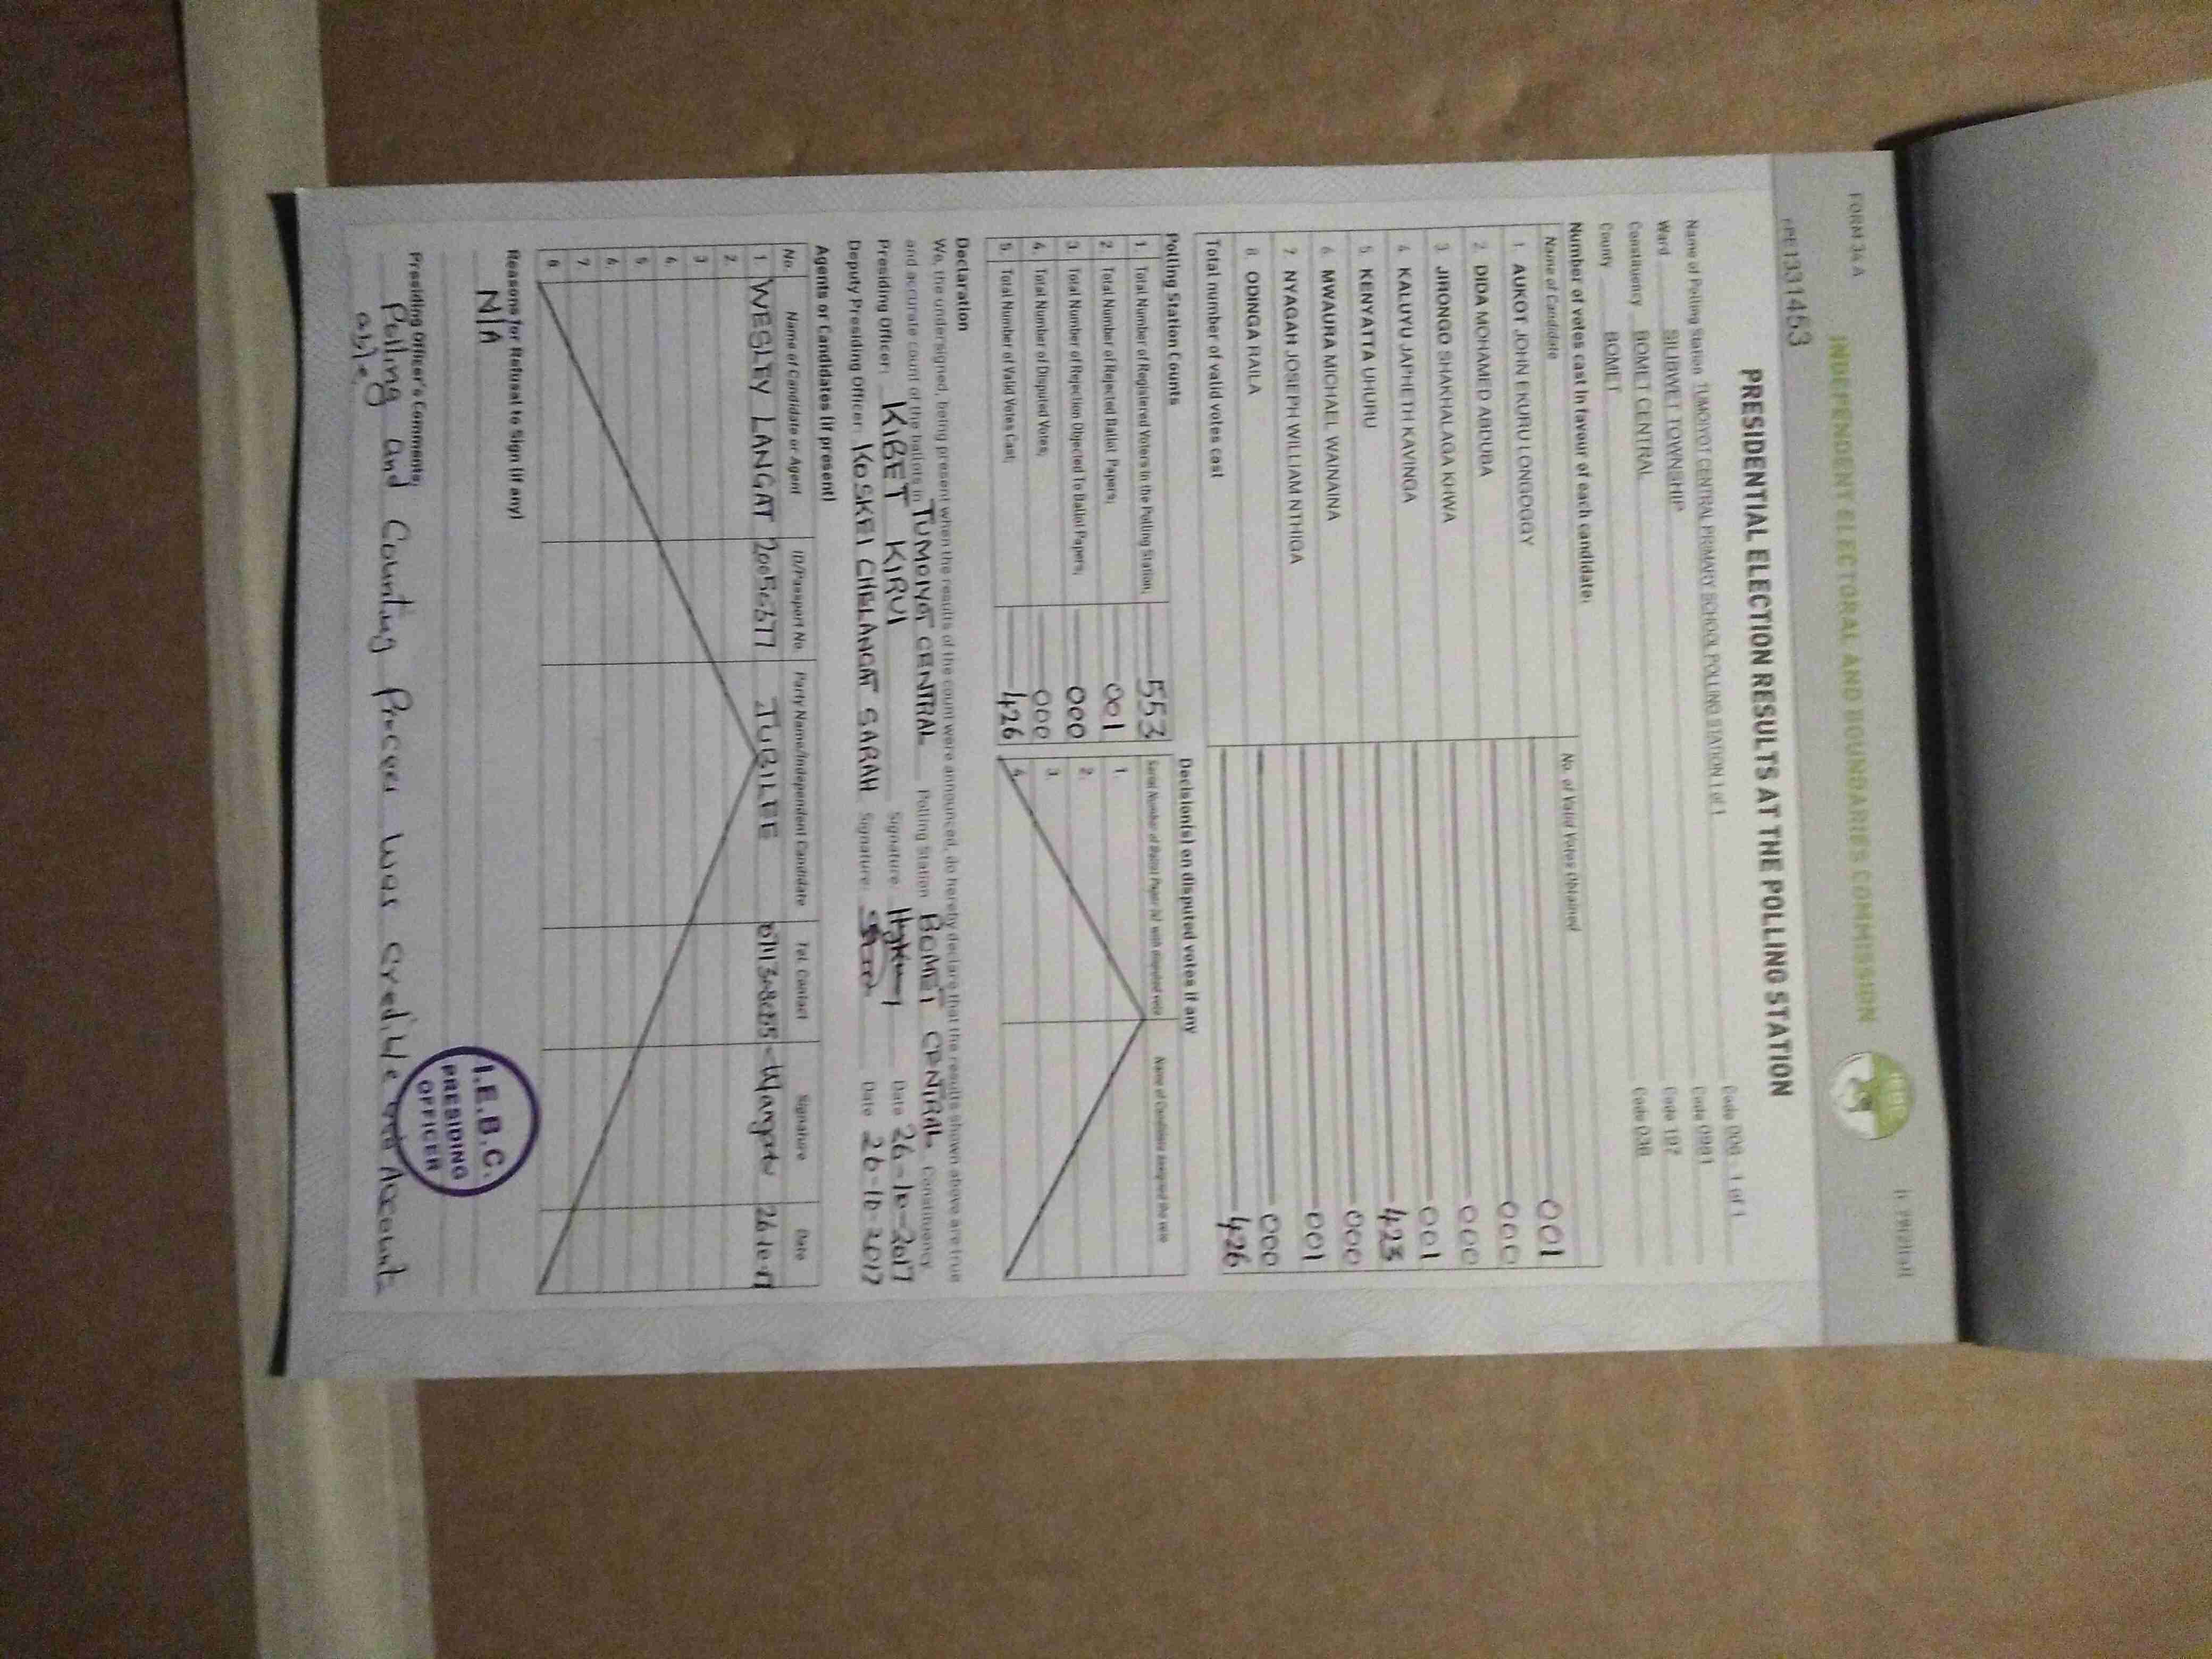 FORM 34 A
INDEPENDENT ELECTORAL AND BOUNDARIES COMMISSION
PRE1331453
PRESIDENTIAL ELECTION RESULTS AT THE POLLING STATION
Name of Polling Station TUMOIYOT CENTRAL PRIMARY SCHOOL POLLING STATION 1 of 1 Code 008 - 1 of 1
Ward SILIBWET TOWNSHIP Code 0981
Constituency BOMET CENTRAL Code 197
County BOMET Code 036
Number of votes cast in favour of each candidate:
Name of Candidate No. of Valid Votes Obtained
1. AUKOT JOHN EKURU LONGOGGY 001
2. DIDA MOHAMED ABDUBA 000
3. JIRONGO SHAKHALAGA KHWA 000
4. KALUYU JAPHETH KAVINGA 001
5. KENYATTA UHURU 423
6. MWAURA MICHAEL WAINAINA 000
7. NYAGAH JOSEPH WILLIAM NTHIGA 001
8. ODINGA RAILA 000
Total number of valid votes cast 426
Polling Station Counts
1. Total Number of Registered Voters in the Polling Station; 553
2. Total Number of Rejected Ballot Papers; 001
3. Total Number of Rejection Objected To Ballot Papers; 000
4. Total Number of Disputed Votes; 000
5. Total Number of Valid Votes Cast; 426
Decision(s) on disputed votes if any
Serial Number of Ballot Paper (s) with disputed vote Name of Candidate assigned the vote
1.
2.
3.
4.
Declaration
We, the undersigned, being present when the results of the count were announced, do hereby declare that the results shown above are true
and accurate count of the ballots in TUMOIYOT CENTRAL Polling Station BOMET CENTRAL Constituency.
Presiding Officer: KIBET KIRUI Signature Date 26-10-2017
Deputy Presiding Officer: KOSKEI CHELANGAT SARAH Signature: Date 26-10-2017
Agents or Candidates (if present)
No. Name of Candidate or Agent ID/Passport No. Party Name/Independent Candidate Tel. Contact Signature Date
1. WESLEY LANGAT JUBILEE 26-10-17
2.
3.
4.
5.
6.
7.
8.
Reasons for Refusal to Sign (if any)
N/A
Presiding Officer's Comments;
Polling and Counting Process was credible and Account
able
I.E.B.C.
PRESIDING
OFFICER